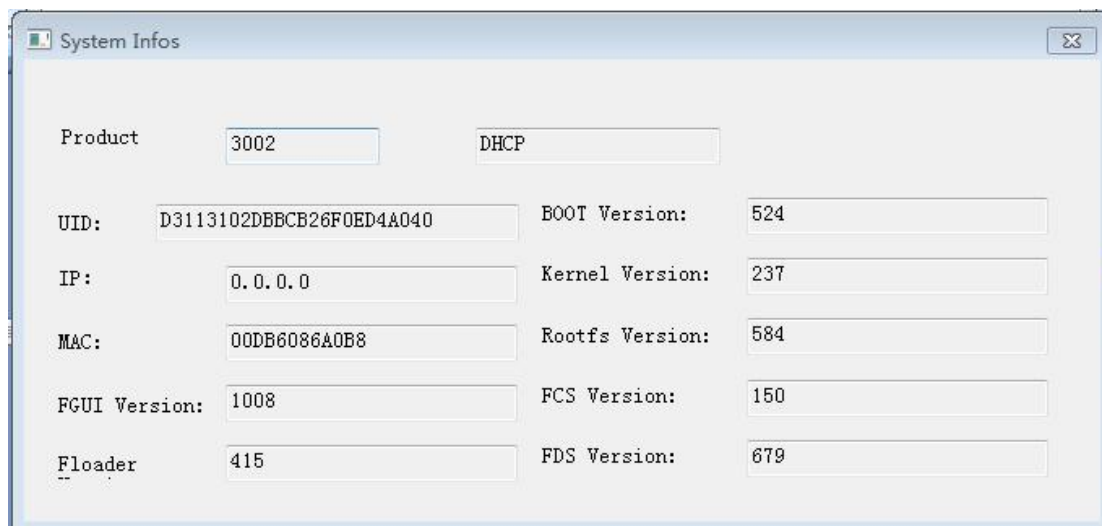 System Infos
Product 3002 DHCP
UID: D3113102DBBCB26F0ED4A040 BOOT Version: 524
IP: 0.0.0.0 Kernel Version: 237
MAC: 00DB6086A0B8 Rootfs Version: 584
FGUI Version: 1008 FCS Version: 150
Floader 415 FDS Version: 679